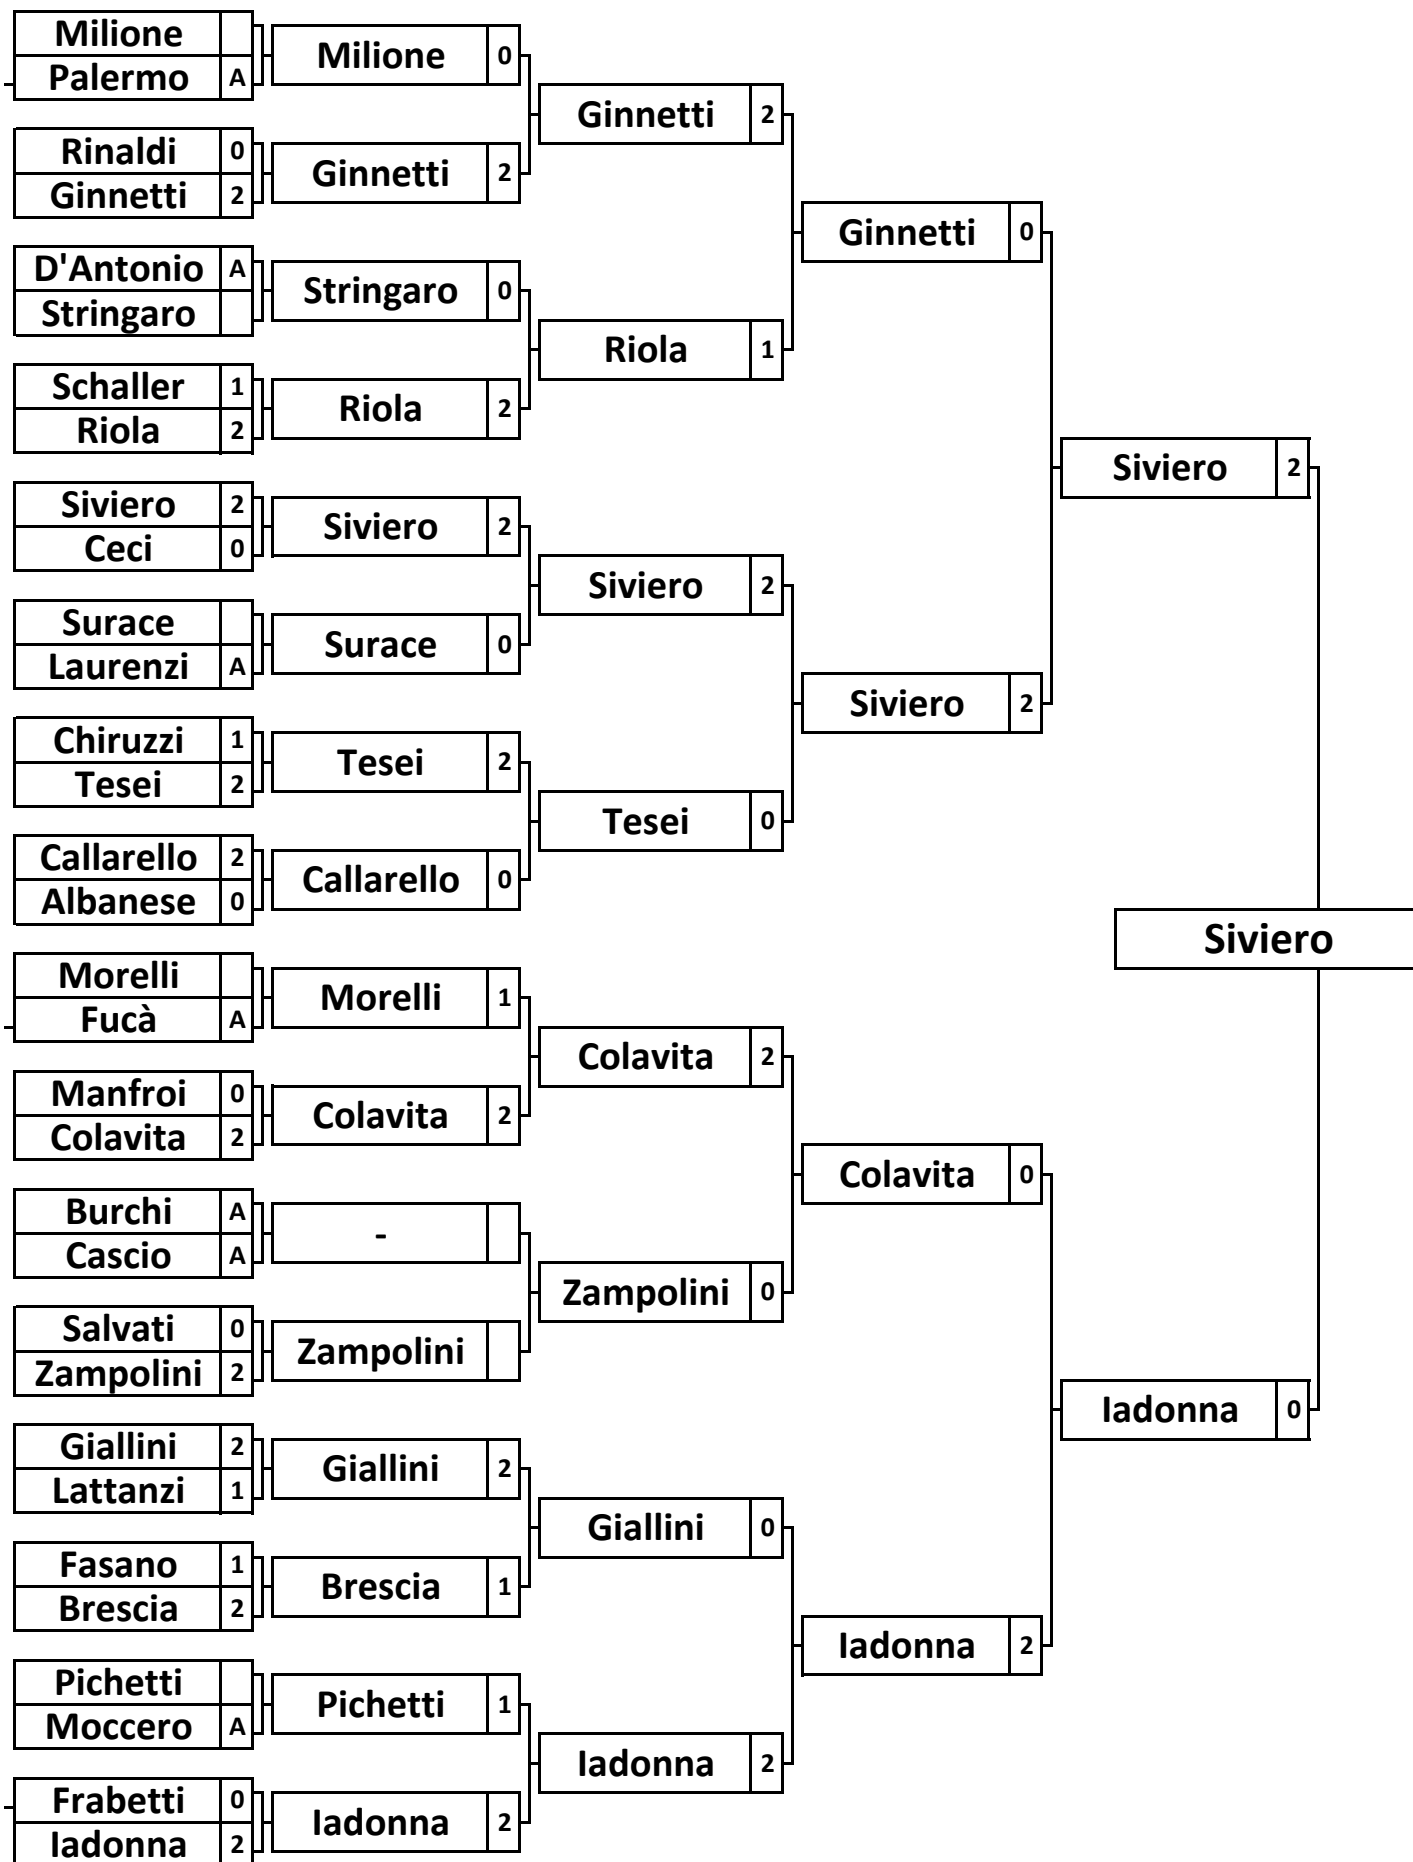 Milione
Palermo A
Rinaldi 0
Ginnetti 2
D'Antonio A
Stringaro
Schaller 1
Riola 2
Siviero 2
Ceci 0
Surace
Laurenzi A
Chiruzzi 1
Tesei 2
Callarello 2
Albanese 0
Morelli
Fucà A
Manfroi 0
Colavita 2
Burchi A
Cascio A
Salvati 0
Zampolini 2
Giallini 2
Lattanzi 1
Fasano 1
Brescia 2
Pichetti
Moccero A
Frabetti 0
Iadonna 2
Milione 0
Ginnetti 2
Stringaro 0
Riola 2
Siviero 2
Surace 0
Tesei 2
Callarello 0
Morelli 1
Colavita 2
-
Zampolini
Giallini 2
Brescia 1
Pichetti 1
Iadonna 2
Ginnetti 2
Riola 1
Siviero 2
Tesei 0
Colavita 2
Zampolini 0
Giallini 0
Iadonna 2
Ginnetti 0
Siviero 2
Colavita 0
Iadonna 2
Siviero 2
Iadonna 0
Siviero